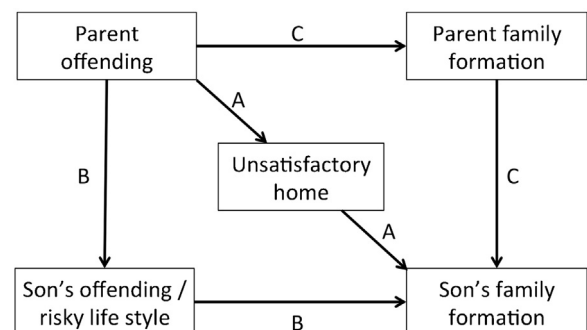 Parent
offending
C
Parent family
formation
A
B
Unsatisfactory
home
C
A
Son's offending /
risky life style
B
Son's family
formation